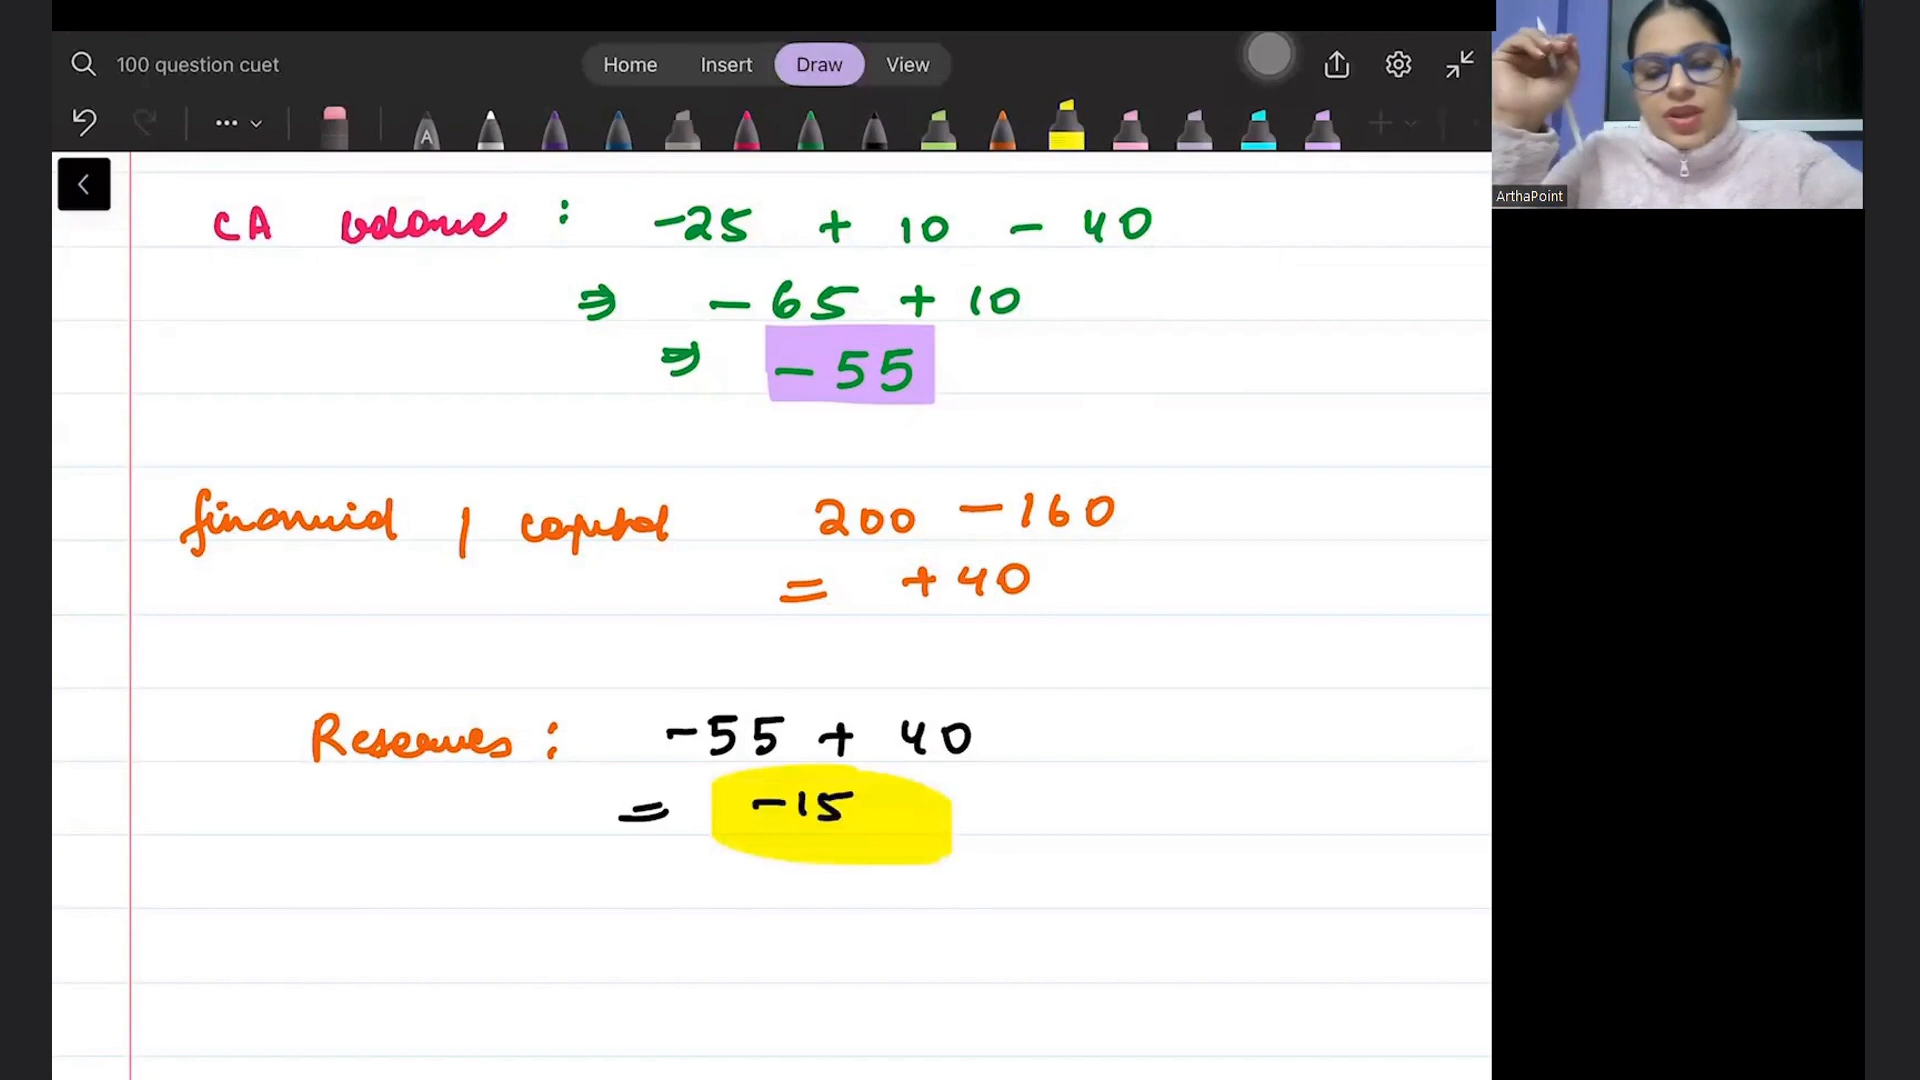 100 question cuet
Home Insert Draw View
A
ArthaPoint
CA balance : -25 + 10 - 40
⇒ - 65 + 10
⇒ - 55
financial / capital 200 - 160
= + 40
Reserves : -55 + 40
= -15